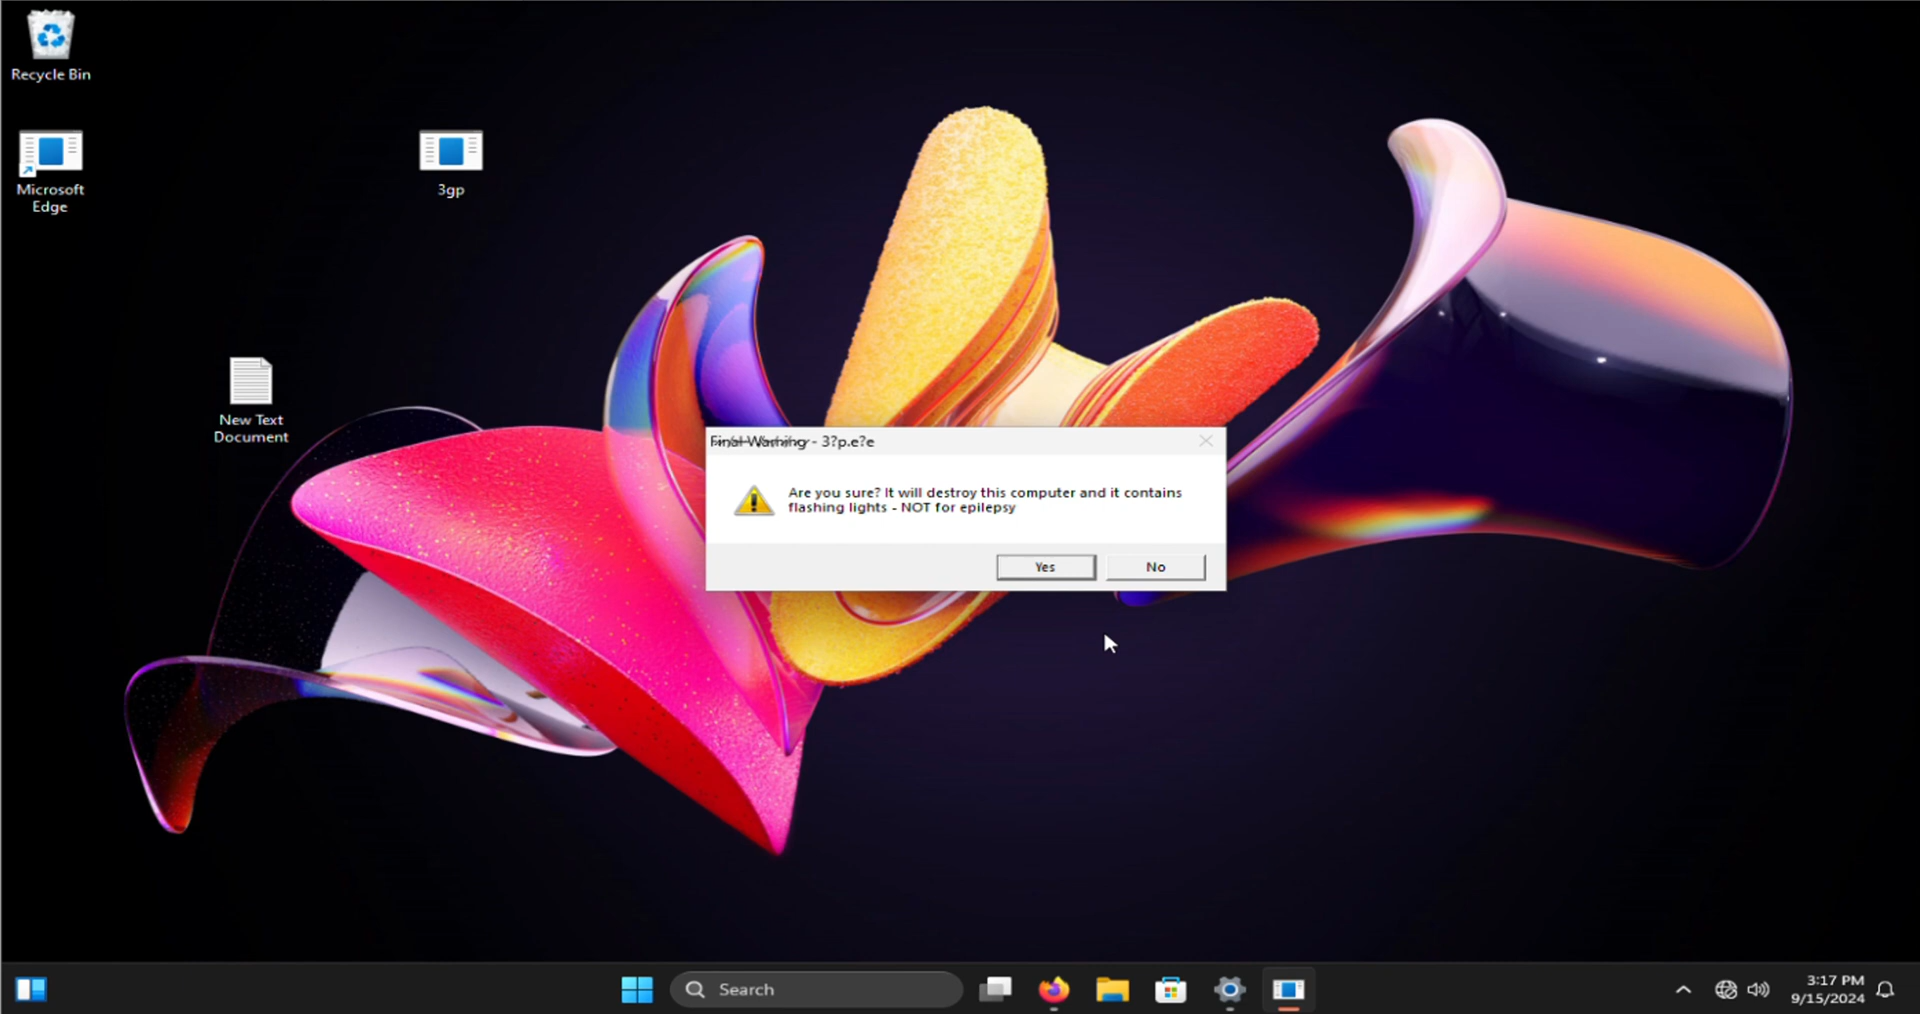 Recycle Bin
Microsoft
Edge
3gp
New Text
Document
Final Warning - 3?p.e?e
Are you sure? It will destroy this computer and it contains
flashing lights - NOT for epilepsy
Yes
No
Search
3:17 PM
9/15/2024